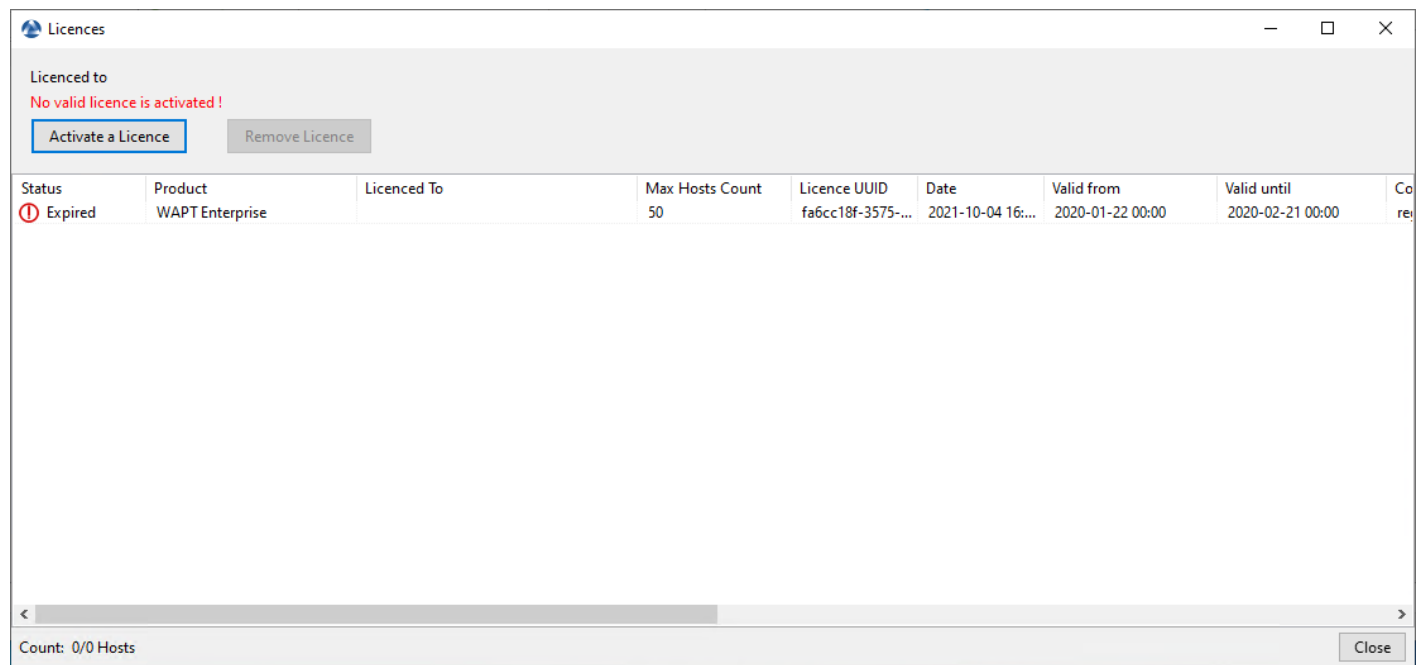 Licences
Licenced to
No valid licence is activated !
Activate a Licence Remove Licence
Status Product Licenced To Max Hosts Count Licence UUID Date Valid from Valid until Co
Expired WAPT Enterprise 50 fa6cc18f-3575-... 2021-10-04 16:... 2020-01-22 00:00 2020-02-21 00:00 reg
Count: 0/0 Hosts Close